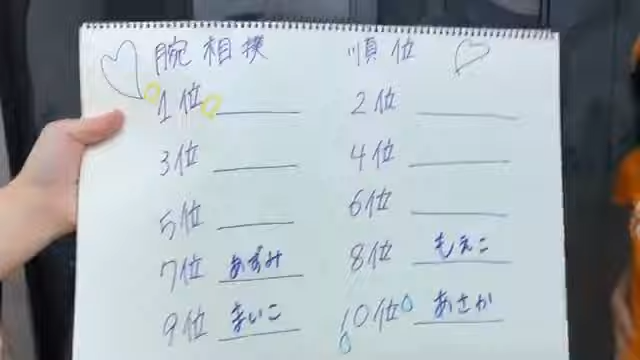 腕相撲 順位
1位 2位
3位 4位
5位 6位
7位 あずみ 8位 もえこ
9位 まいこ 10位 あさか